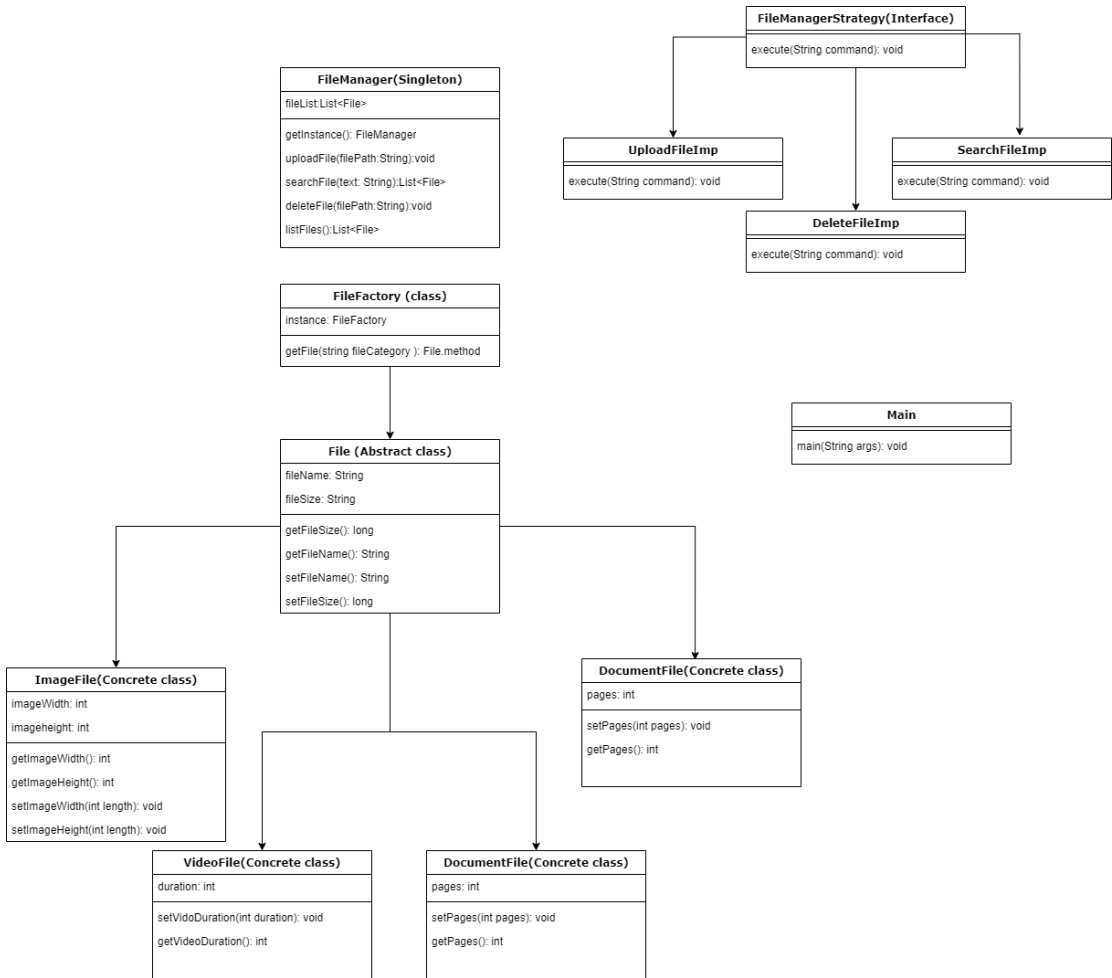 FileManagerStrategy(Interface)
execute(String command): void
FileManager(Singleton)
fileList:List<File>
getInstance(): FileManager
uploadFile(filePath:String):void
searchFile(text: String):List<File>
deleteFile(filePath:String):void
listFiles():List<File>
UploadFileImp
execute(String command): void
SearchFileImp
execute(String command): void
DeleteFileImp
execute(String command): void
FileFactory (class)
instance: FileFactory
getFile(string fileCategory ): File.method
Main
main(String args): void
File (Abstract class)
fileName: String
fileSize: String
getFileSize(): long
getFileName(): String
setFileName(): String
setFileSize(): long
ImageFile(Concrete class)
imageWidth: int
imageheight: int
getImageWidth(): int
getImageHeight(): int
setImageWidth(int length): void
setImageHeight(int length): void
DocumentFile(Concrete class)
pages: int
setPages(int pages): void
getPages(): int
VideoFile(Concrete class)
duration: int
setVidoDuration(int duration): void
getVideoDuration(): int
DocumentFile(Concrete class)
pages: int
setPages(int pages): void
getPages(): int